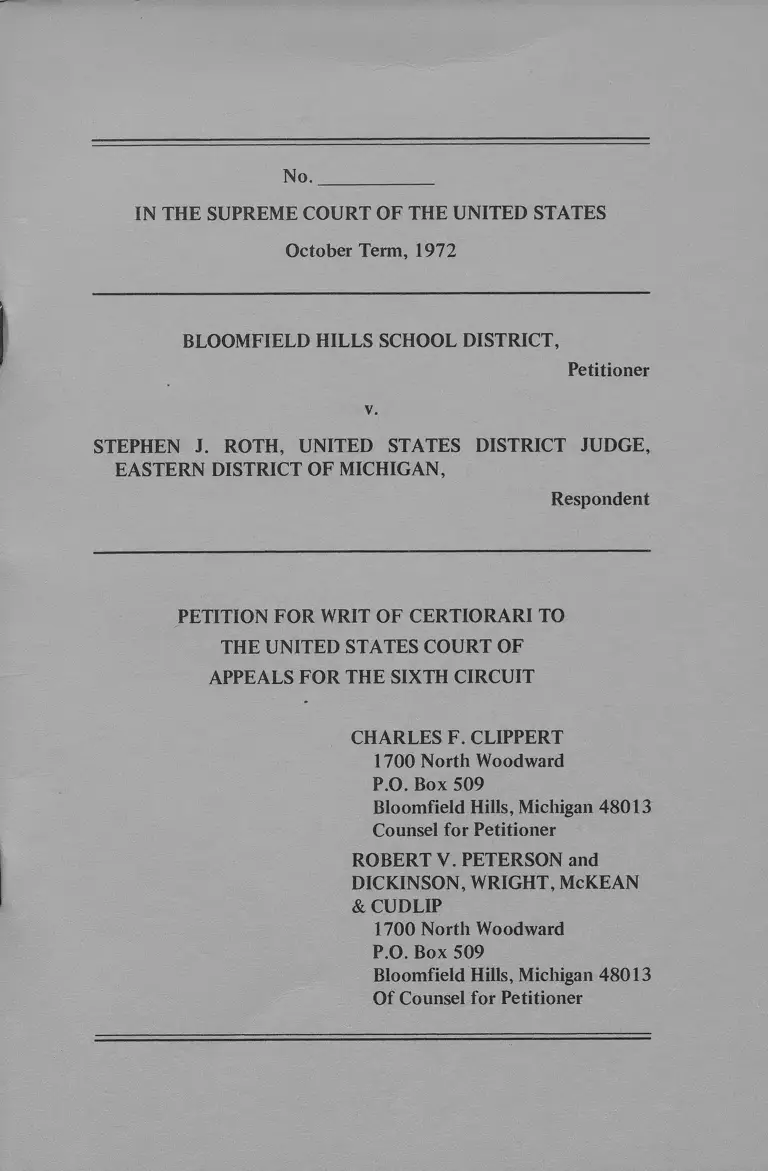 No. ___________
IN THE SUPREME COURT OF THE UNITED STATES
October Term, 1972
BLOOMFIELD HILLS SCHOOL DISTRICT,
Petitioner
v.
STEPHEN J. ROTH, UNITED STATES DISTRICT JUDGE,
EASTERN DISTRICT OF MICHIGAN,
Respondent
PETITION FOR WRIT OF CERTIORARI TO
THE UNITED STATES COURT OF
APPEALS FOR THE SIXTH CIRCUIT
CHARLES F. CLIPPERT
1700 North Woodward
P.O. Box 509
Bloomfield Hills, Michigan 48013
Counsel for Petitioner
ROBERT V. PETERSON and
DICKINSON, WRIGHT, McKEAN
& CUDLIP
1700 North Woodward
P.O. Box 509
Bloomfield Hills, Michigan 48013
Of Counsel for Petitioner